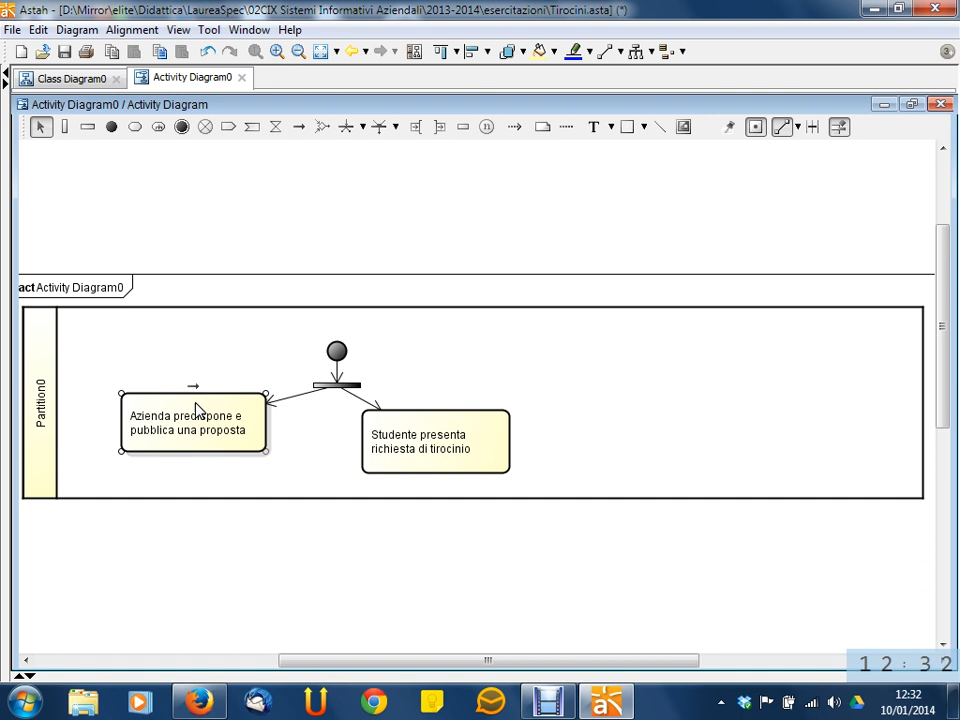 Astah - [D:\Mirror\elite\Didattica\LaureaSpec\02CIX Sistemi Informativi Aziendali\2013-2014\esercitazioni\Tirocini.asta] (*)
File Edit Diagram Alignment View Tool Window Help
Class Diagram0 Activity Diagram0
Activity Diagram0 / Activity Diagram
act Activity Diagram0
Partition0
Azienda predispone e
pubblica una proposta
Studente presenta
richiesta di tirocinio
12:32
12:32
10/01/2014